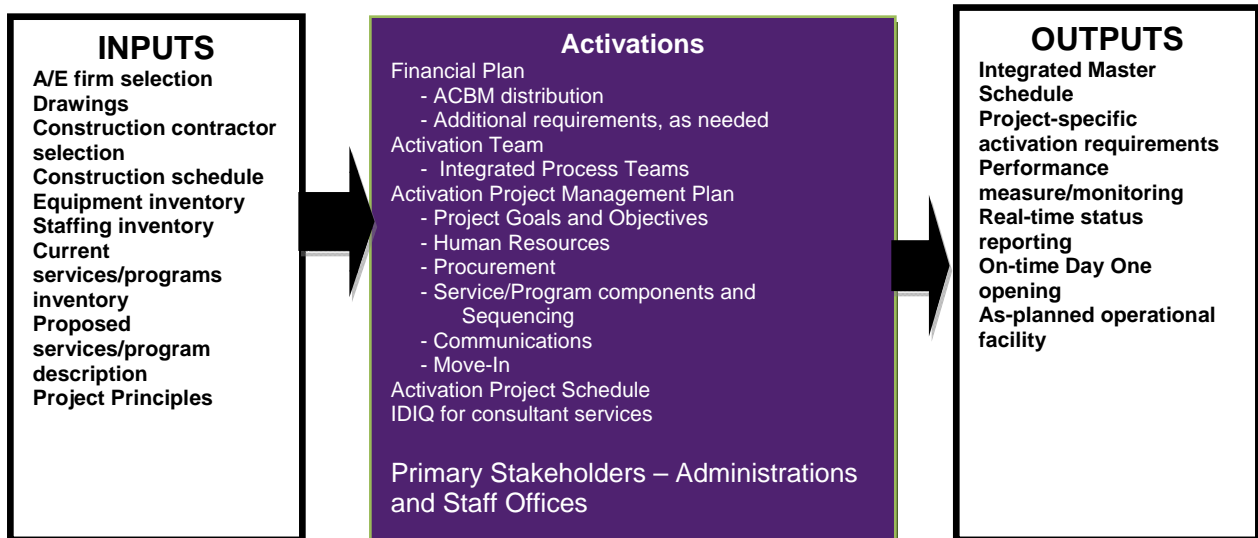 INPUTS
A/E firm selection
Drawings
Construction contractor
selection
Construction schedule
Equipment inventory
Staffing inventory
Current
services/programs
inventory
Proposed
services/program
description
Project Principles
Activations
Financial Plan
- ACBM distribution
- Additional requirements, as needed
Activation Team
- Integrated Process Teams
Activation Project Management Plan
- Project Goals and Objectives
- Human Resources
- Procurement
- Service/Program components and
Sequencing
- Communications
- Move-In
Activation Project Schedule
IDIQ for consultant services
Primary Stakeholders – Administrations
and Staff Offices
OUTPUTS
Integrated Master
Schedule
Project-specific
activation requirements
Performance
measure/monitoring
Real-time status
reporting
On-time Day One
opening
As-planned operational
facility